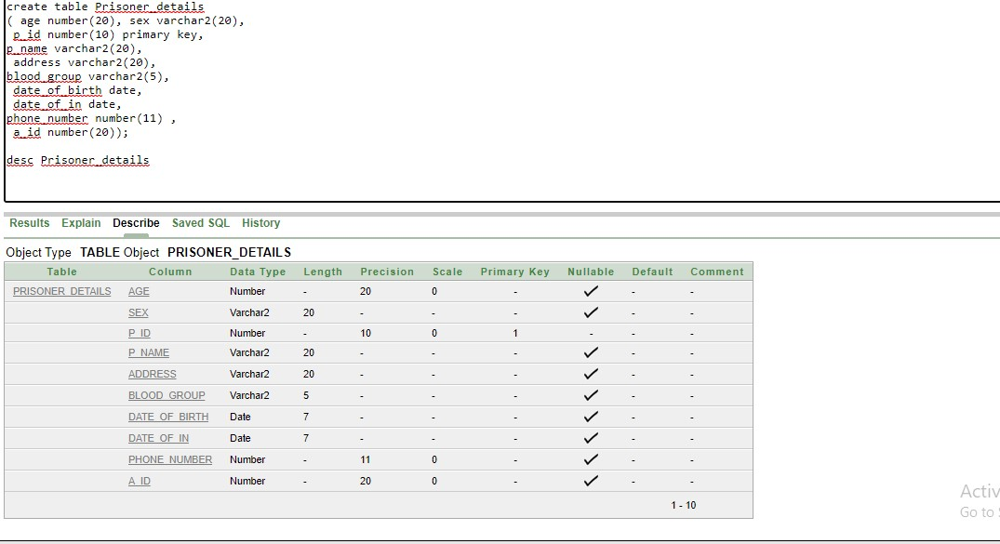 create table Prisoner_details
( age number(20), sex varchar2(20),
p_id number(10) primary key,
p_name varchar2(20),
address varchar2(20),
blood_group varchar2(5),
date_of_birth date,
date_of_in date,
phone_number number(11) ,
a_id number(20));
desc Prisoner_details
Results Explain Describe Saved SQL History
Object Type TABLE Object PRISONER_DETAILS
Table Column Data Type Length Precision Scale Primary Key Nullable Default Comment
PRISONER_DETAILS AGE Number - 20 0 - ✓ - -
SEX Varchar2 20 - - - ✓ - -
P_ID Number - 10 0 1 - - -
P_NAME Varchar2 20 - - - ✓ - -
ADDRESS Varchar2 20 - - - ✓ - -
BLOOD_GROUP Varchar2 5 - - - ✓ - -
DATE_OF_BIRTH Date 7 - - - ✓ - -
DATE_OF_IN Date 7 - - - ✓ - -
PHONE_NUMBER Number - 11 0 - ✓ - -
A_ID Number - 20 0 - ✓ - -
1 - 10
Activ
Go to